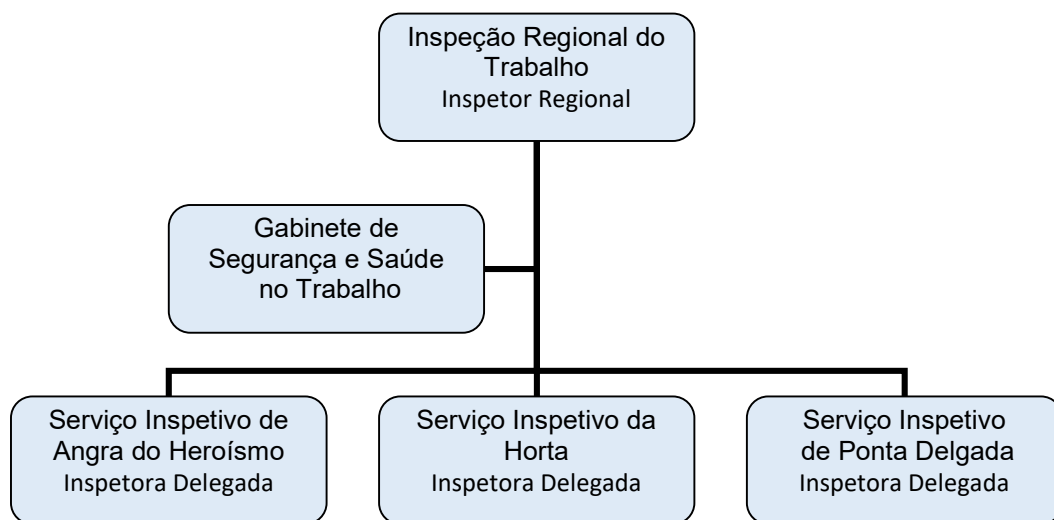 Inspeção Regional do
Trabalho
Inspetor Regional
Gabinete de
Segurança e Saúde
no Trabalho
Serviço Inspetivo de
Angra do Heroísmo
Inspetora Delegada
Serviço Inspetivo da
Horta
Inspetora Delegada
Serviço Inspetivo
de Ponta Delgada
Inspetora Delegada